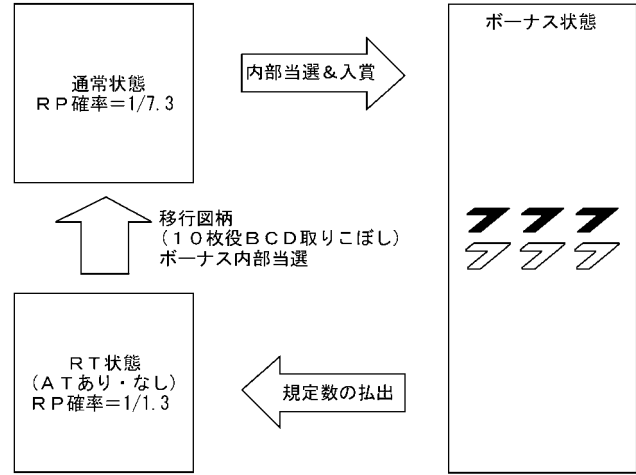 通常状態
RP確率＝1/7.3
内部当選&入賞
ボーナス状態
777
777
移行図柄
(10枚役BCD取りこぼし)
ボーナス内部当選
RT状態
(ATあり・なし)
RP確率＝1/1.3
規定数の払出